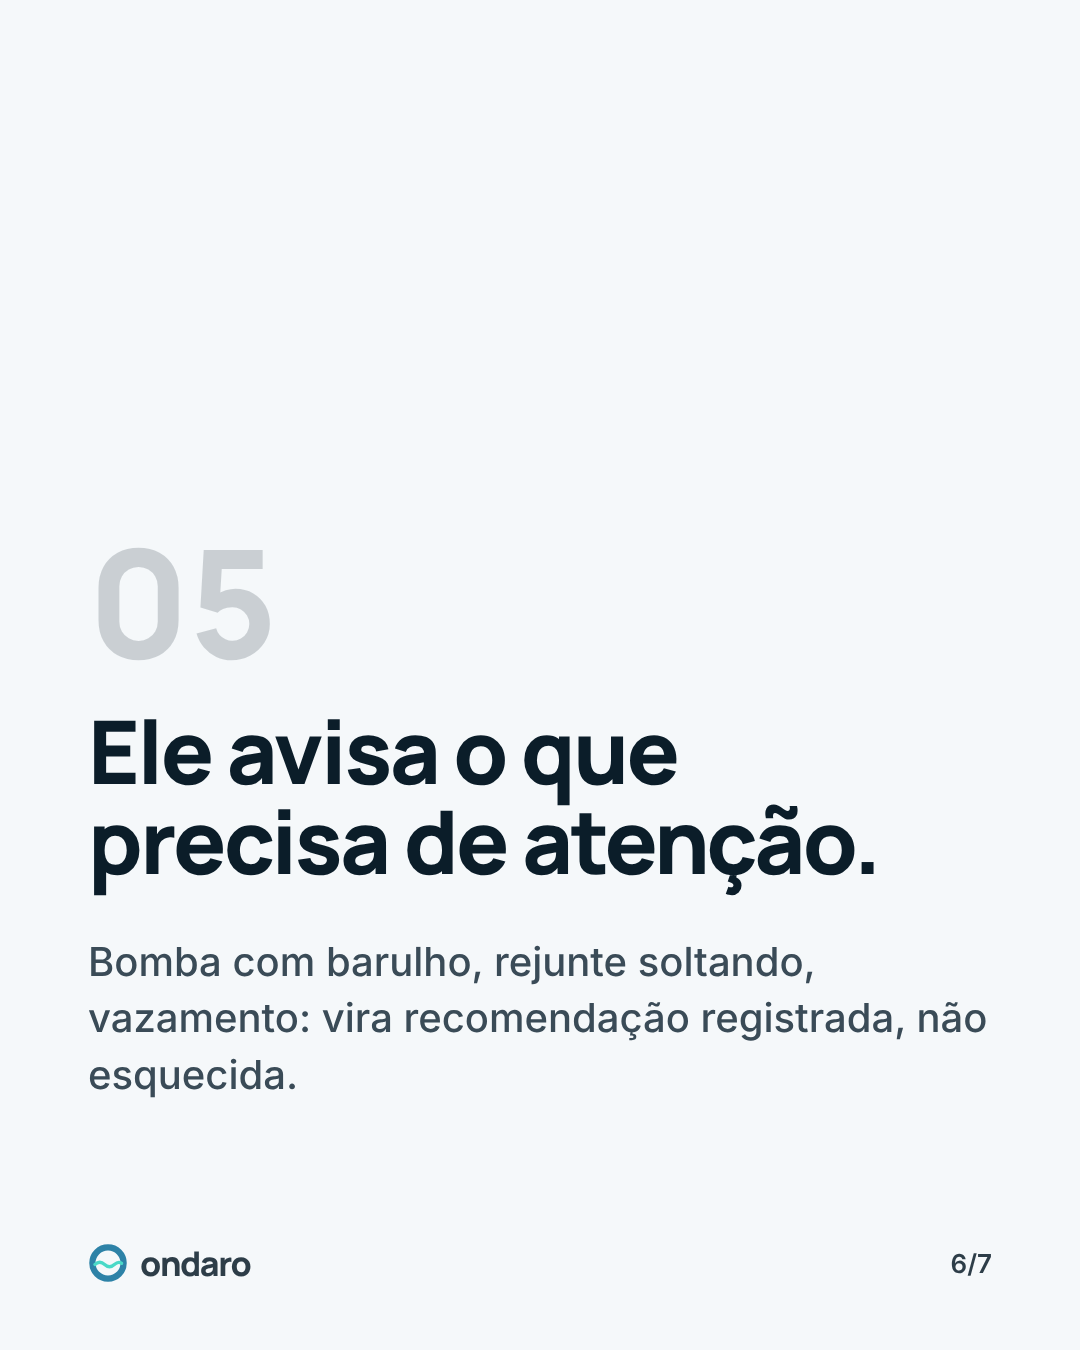 05
Ele avisa o que
precisa de atenção.
Bomba com barulho, rejunte soltando,
vazamento: vira recomendação registrada, não
esquecida.
ondaro
6/7